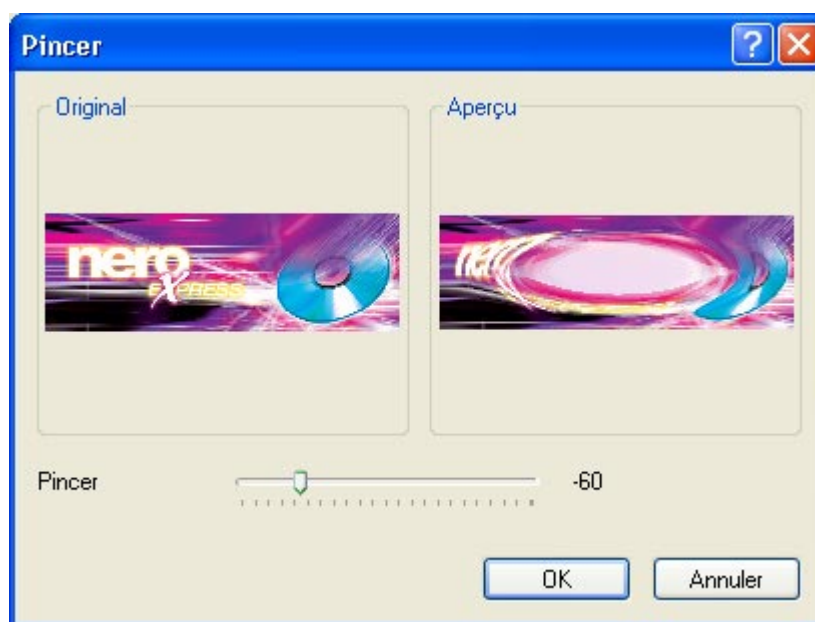 Pincer
Original
Aperçu
nero
EXPRESS
Pincer
-60
OK
Annuler